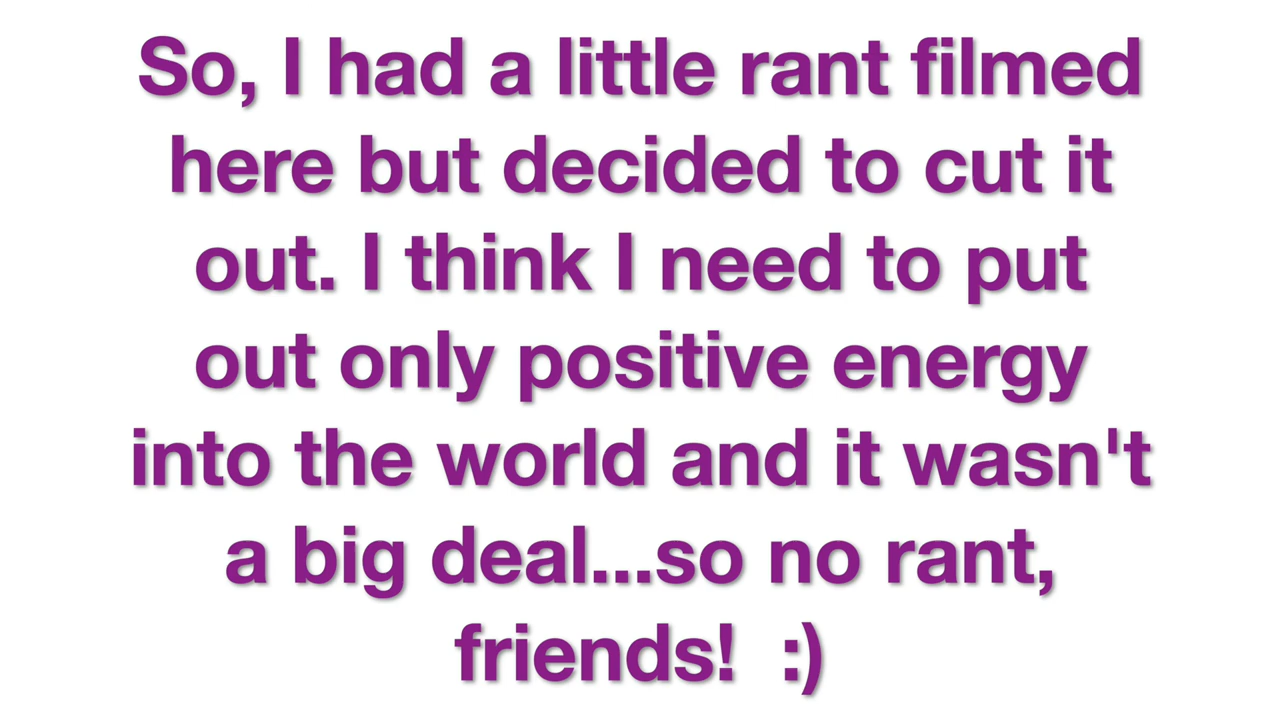 So, I had a little rant filmed
here but decided to cut it
out. I think I need to put
out only positive energy
into the world and it wasn't
a big deal...so no rant,
friends!  :)